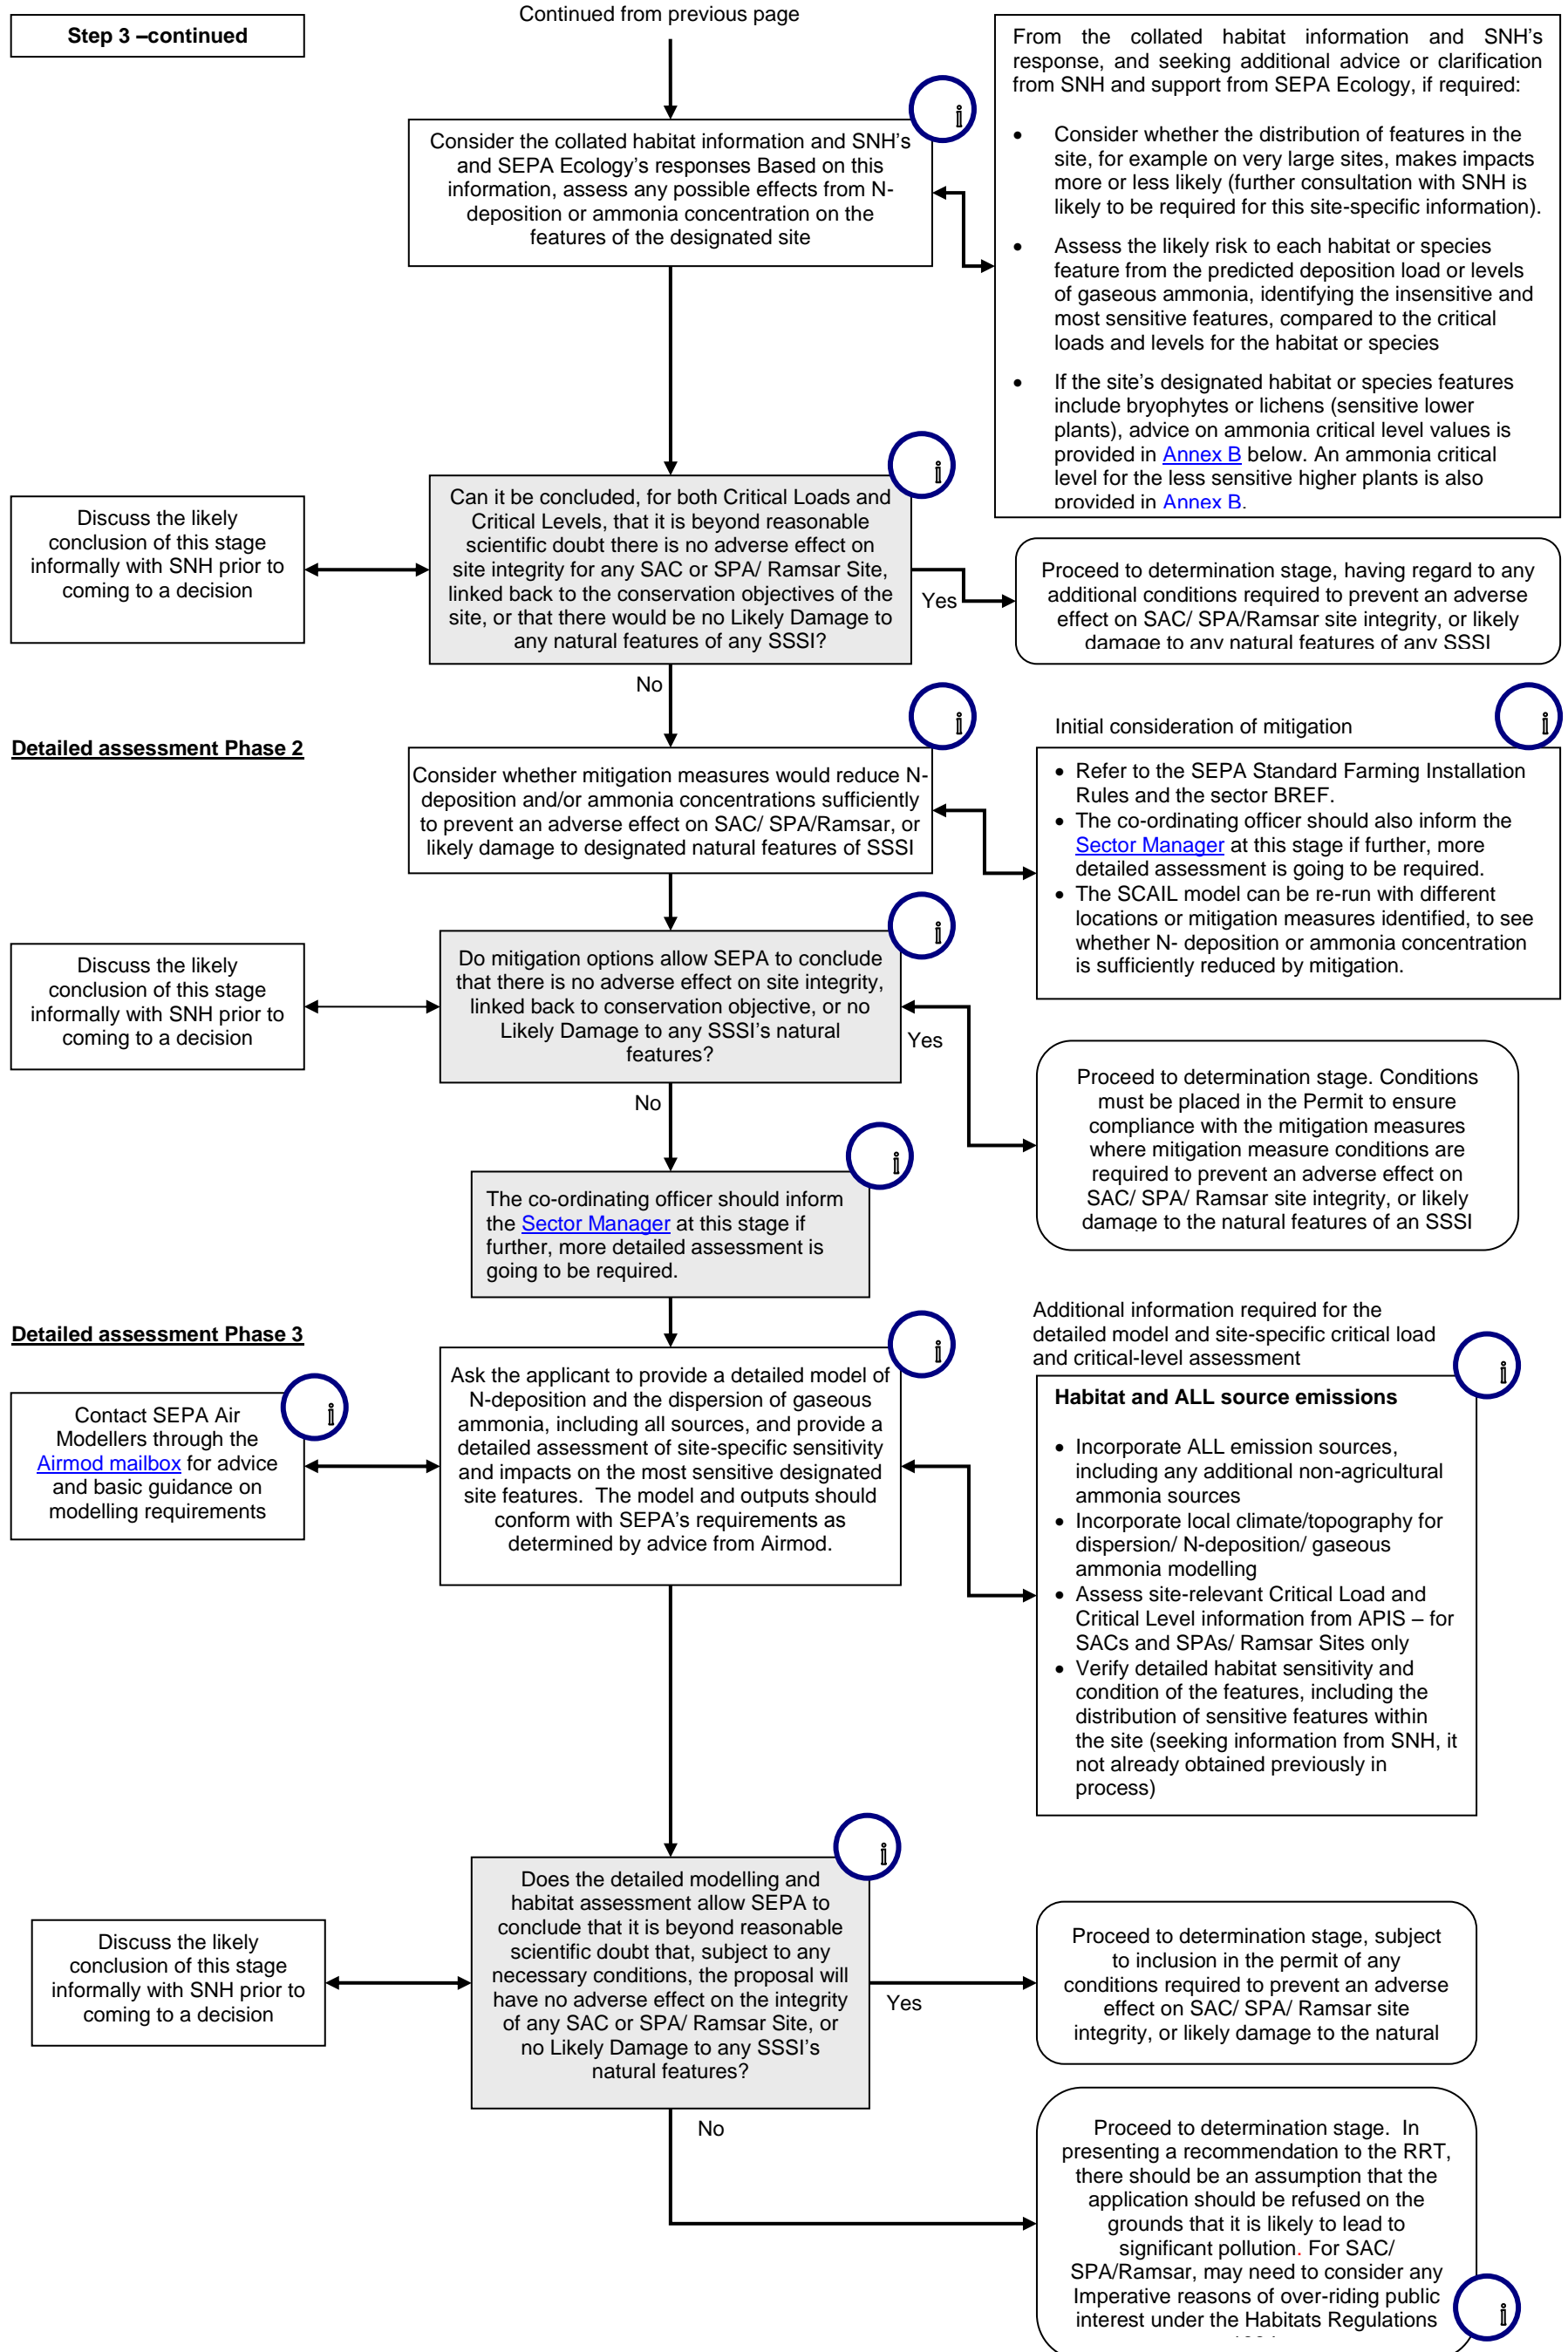 Continued from previous page
Step 3 –continued
From the collated habitat information and SNH's
response, and seeking additional advice or clarification
from SNH and support from SEPA Ecology, if required:
• Consider whether the distribution of features in the
site, for example on very large sites, makes impacts
more or less likely (further consultation with SNH is
likely to be required for this site-specific information).
• Assess the likely risk to each habitat or species
feature from the predicted deposition load or levels
of gaseous ammonia, identifying the insensitive and
most sensitive features, compared to the critical
loads and levels for the habitat or species
• If the site's designated habitat or species features
include bryophytes or lichens (sensitive lower
plants), advice on ammonia critical level values is
provided in Annex B below. An ammonia critical
level for the less sensitive higher plants is also
provided in Annex B.
i
Consider the collated habitat information and SNH's
and SEPA Ecology's responses Based on this
information, assess any possible effects from N-
deposition or ammonia concentration on the
features of the designated site
i
Discuss the likely
conclusion of this stage
informally with SNH prior to
coming to a decision
Can it be concluded, for both Critical Loads and
Critical Levels, that it is beyond reasonable
scientific doubt there is no adverse effect on
site integrity for any SAC or SPA/ Ramsar Site,
linked back to the conservation objectives of the
site, or that there would be no Likely Damage to
any natural features of any SSSI?
Yes
Proceed to determination stage, having regard to any
additional conditions required to prevent an adverse
effect on SAC/ SPA/Ramsar site integrity, or likely
damage to any natural features of any SSSI
No
i
Initial consideration of mitigation
i
Detailed assessment Phase 2
Consider whether mitigation measures would reduce N-
deposition and/or ammonia concentrations sufficiently
to prevent an adverse effect on SAC/ SPA/Ramsar, or
likely damage to designated natural features of SSSI
• Refer to the SEPA Standard Farming Installation
Rules and the sector BREF.
• The co-ordinating officer should also inform the
Sector Manager at this stage if further, more
detailed assessment is going to be required.
• The SCAIL model can be re-run with different
locations or mitigation measures identified, to see
whether N- deposition or ammonia concentration
is sufficiently reduced by mitigation.
i
Discuss the likely
conclusion of this stage
informally with SNH prior to
coming to a decision
Do mitigation options allow SEPA to conclude
that there is no adverse effect on site integrity,
linked back to conservation objective, or no
Likely Damage to any SSSI's natural
features?
Yes
Proceed to determination stage. Conditions
must be placed in the Permit to ensure
compliance with the mitigation measures
where mitigation measure conditions are
required to prevent an adverse effect on
SAC/ SPA/ Ramsar site integrity, or likely
damage to the natural features of an SSSI
No
i
The co-ordinating officer should inform
the Sector Manager at this stage if
further, more detailed assessment is
going to be required.
Detailed assessment Phase 3
Additional information required for the
detailed model and site-specific critical load
and critical-level assessment
i
i
Contact SEPA Air
Modellers through the
Airmod mailbox for advice
and basic guidance on
modelling requirements
i
Ask the applicant to provide a detailed model of
N-deposition and the dispersion of gaseous
ammonia, including all sources, and provide a
detailed assessment of site-specific sensitivity
and impacts on the most sensitive designated
site features. The model and outputs should
conform with SEPA's requirements as
determined by advice from Airmod.
Habitat and ALL source emissions
• Incorporate ALL emission sources,
including any additional non-agricultural
ammonia sources
• Incorporate local climate/topography for
dispersion/ N-deposition/ gaseous
ammonia modelling
• Assess site-relevant Critical Load and
Critical Level information from APIS – for
SACs and SPAs/ Ramsar Sites only
• Verify detailed habitat sensitivity and
condition of the features, including the
distribution of sensitive features within
the site (seeking information from SNH, it
not already obtained previously in
process)
i
Discuss the likely
conclusion of this stage
informally with SNH prior to
coming to a decision
Does the detailed modelling and
habitat assessment allow SEPA to
conclude that it is beyond reasonable
scientific doubt that, subject to any
necessary conditions, the proposal will
have no adverse effect on the integrity
of any SAC or SPA/ Ramsar Site, or
no Likely Damage to any SSSI's
natural features?
Yes
Proceed to determination stage, subject
to inclusion in the permit of any
conditions required to prevent an adverse
effect on SAC/ SPA/ Ramsar site
integrity, or likely damage to the natural
No
Proceed to determination stage. In
presenting a recommendation to the RRT,
there should be an assumption that the
application should be refused on the
grounds that it is likely to lead to
significant pollution. For SAC/
SPA/Ramsar, may need to consider any
Imperative reasons of over-riding public
interest under the Habitats Regulations
i